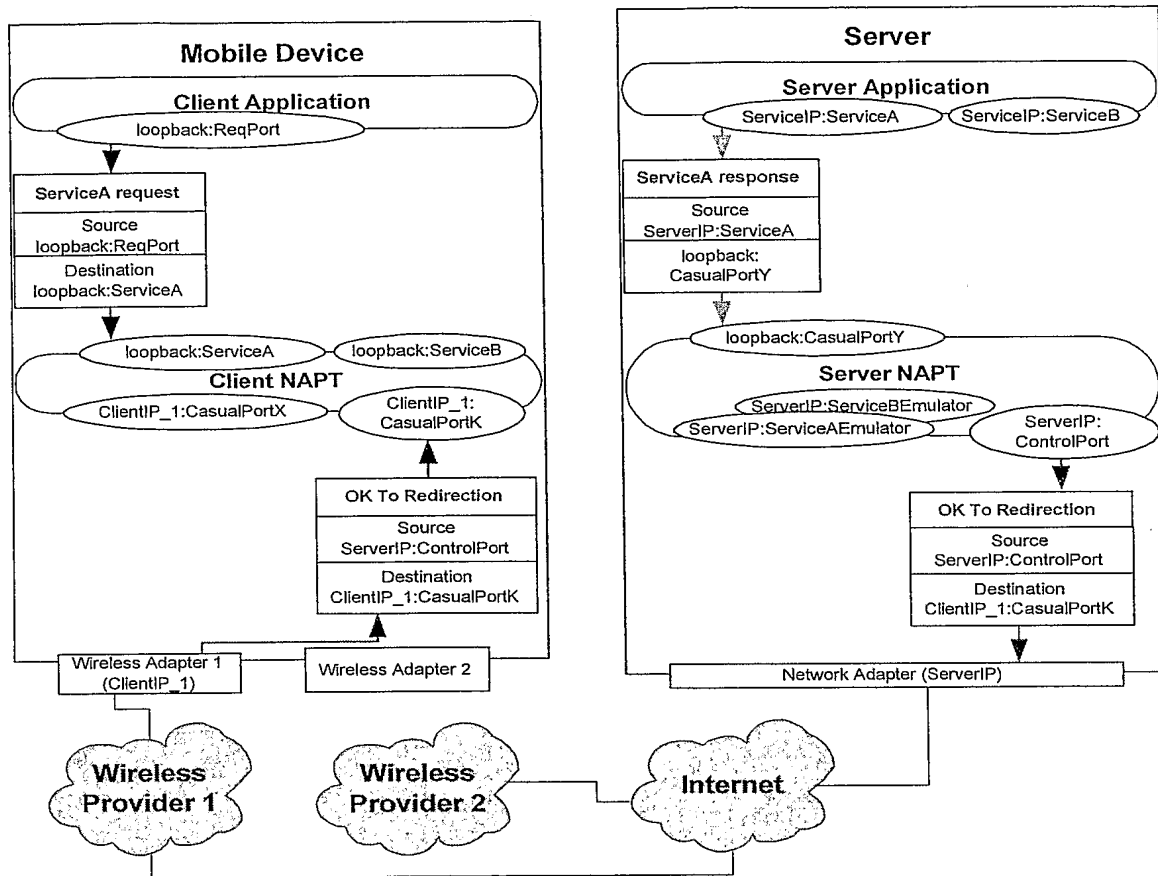 Mobile Device
Client Application
loopback:ReqPort
ServiceA request
Source
loopback:ReqPort
Destination
loopback:ServiceA
loopback:ServiceA
loopback:ServiceB
Client NAPT
ClientIP_1:CasualPortX
ClientIP_1:
CasualPortK
OK To Redirection
Source
ServerIP:ControlPort
Destination
ClientIP_1:CasualPortK
Wireless Adapter 1
(ClientIP_1)
Wireless Adapter 2
Server
Server Application
ServiceIP:ServiceA
ServiceIP:ServiceB
ServiceA response
Source
ServerIP:ServiceA
loopback:
CasualPortY
loopback:CasualPortY
Server NAPT
ServerIP:ServiceBEmulator
ServerIP:ServiceAEmulator
ServerIP:
ControlPort
OK To Redirection
Source
ServerIP:ControlPort
Destination
ClientIP_1:CasualPortK
Network Adapter (ServerIP)
Wireless
Provider 1
Wireless
Provider 2
Internet